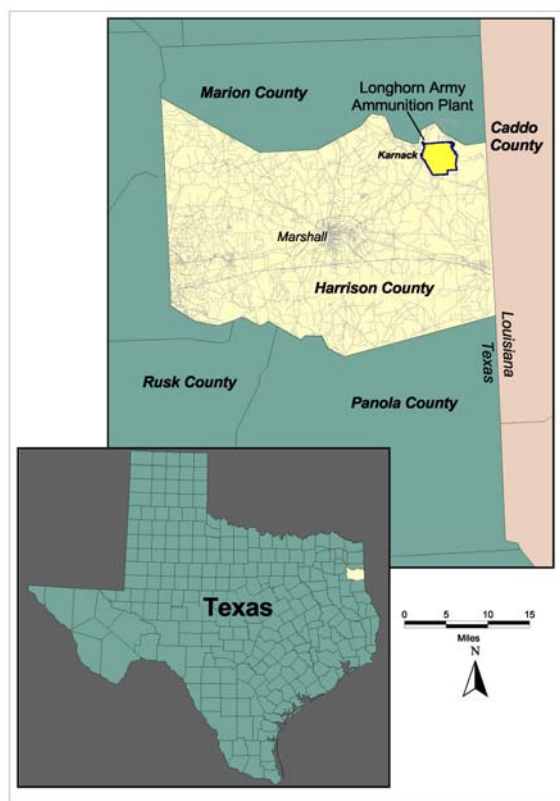 Marion County
Longhorn Army
Ammunition Plant
Caddo
County
Karnack
Marshall
Harrison County
Louisiana
Texas
Rusk County
Panola County
Texas
0 5 10 15
Miles
N